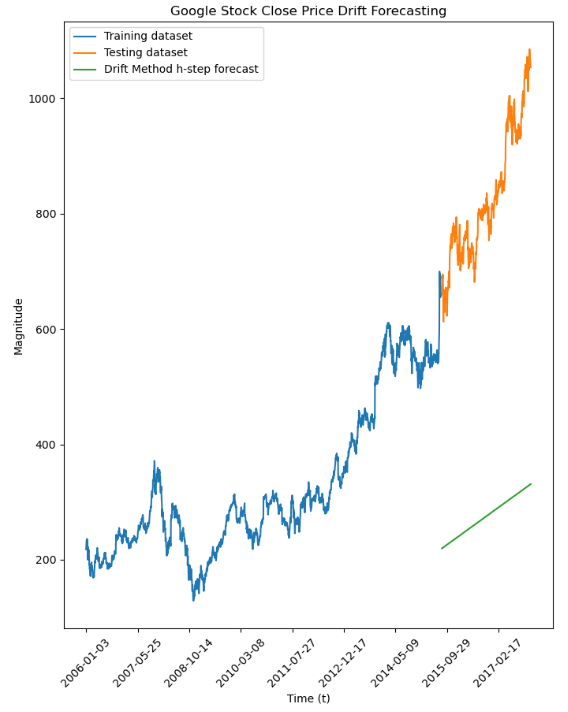 Google Stock Close Price Drift Forecasting
Training dataset
Testing dataset
Drift Method h-step forecast
Magnitude
1000
800
600
400
200
2006-01-03
2007-05-25
2008-10-14
2010-03-08
2011-07-27
2012-12-17
2014-05-09
2015-09-29
2017-02-17
Time (t)